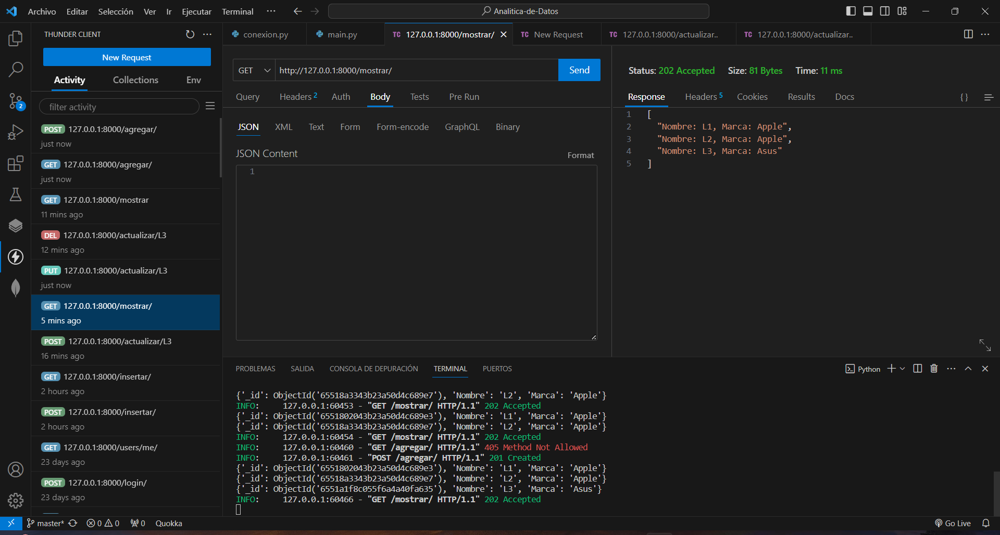 Archivo Editar Selección Ver Ir Ejecutar Terminal ··· Analitica-de-Datos
THUNDER CLIENT
New Request
Activity Collections Env
filter activity
POST 127.0.0.1:8000/agregar/
just now
GET 127.0.0.1:8000/agregar/
just now
GET 127.0.0.1:8000/mostrar
11 mins ago
DEL 127.0.0.1:8000/actualizar/L3
12 mins ago
PUT 127.0.0.1:8000/actualizar/L3
just now
GET 127.0.0.1:8000/mostrar/
5 mins ago
POST 127.0.0.1:8000/actualizar/L3
16 mins ago
GET 127.0.0.1:8000/insertar/
2 hours ago
POST 127.0.0.1:8000/insertar/
2 hours ago
GET 127.0.0.1:8000/users/me/
23 days ago
POST 127.0.0.1:8000/login/
23 days ago
2
conexion.py main.py TC 127.0.0.1:8000/mostrar/ TC New Request TC 127.0.0.1:8000/actualizar.. TC 127.0.0.1:8000/actualizar..
GET http://127.0.0.1:8000/mostrar/ Send
Query Headers 2 Auth Body Tests Pre Run
JSON XML Text Form Form-encode GraphQL Binary
JSON Content
Format
1
Status: 202 Accepted Size: 81 Bytes Time: 11 ms
Response Headers 5 Cookies Results Docs { }
1 [
2 "Nombre: L1, Marca: Apple",
3 "Nombre: L2, Marca: Apple",
4 "Nombre: L3, Marca: Asus"
5 ]
PROBLEMAS SALIDA CONSOLA DE DEPURACIÓN TERMINAL PUERTOS Python
{'_id': ObjectId('65518a3343b23a50d4c689e7'), 'Nombre': 'L2', 'Marca': 'Apple'}
INFO: 127.0.0.1:60453 - "GET /mostrar/ HTTP/1.1" 202 Accepted
{'_id': ObjectId('6551802043b23a50d4c689e3'), 'Nombre': 'L1', 'Marca': 'Apple'}
{'_id': ObjectId('65518a3343b23a50d4c689e7'), 'Nombre': 'L2', 'Marca': 'Apple'}
INFO: 127.0.0.1:60454 - "GET /mostrar/ HTTP/1.1" 202 Accepted
INFO: 127.0.0.1:60460 - "GET /agregar/ HTTP/1.1" 405 Method Not Allowed
INFO: 127.0.0.1:60461 - "POST /agregar/ HTTP/1.1" 201 Created
{'_id': ObjectId('6551802043b23a50d4c689e3'), 'Nombre': 'L1', 'Marca': 'Apple'}
{'_id': ObjectId('65518a3343b23a50d4c689e7'), 'Nombre': 'L2', 'Marca': 'Apple'}
{'_id': ObjectId('6551a1f8c055f6a4a40fa635'), 'Nombre': 'L3', 'Marca': 'Asus'}
INFO: 127.0.0.1:60466 - "GET /mostrar/ HTTP/1.1" 202 Accepted
master* 0 0 0 Quokka Go Live